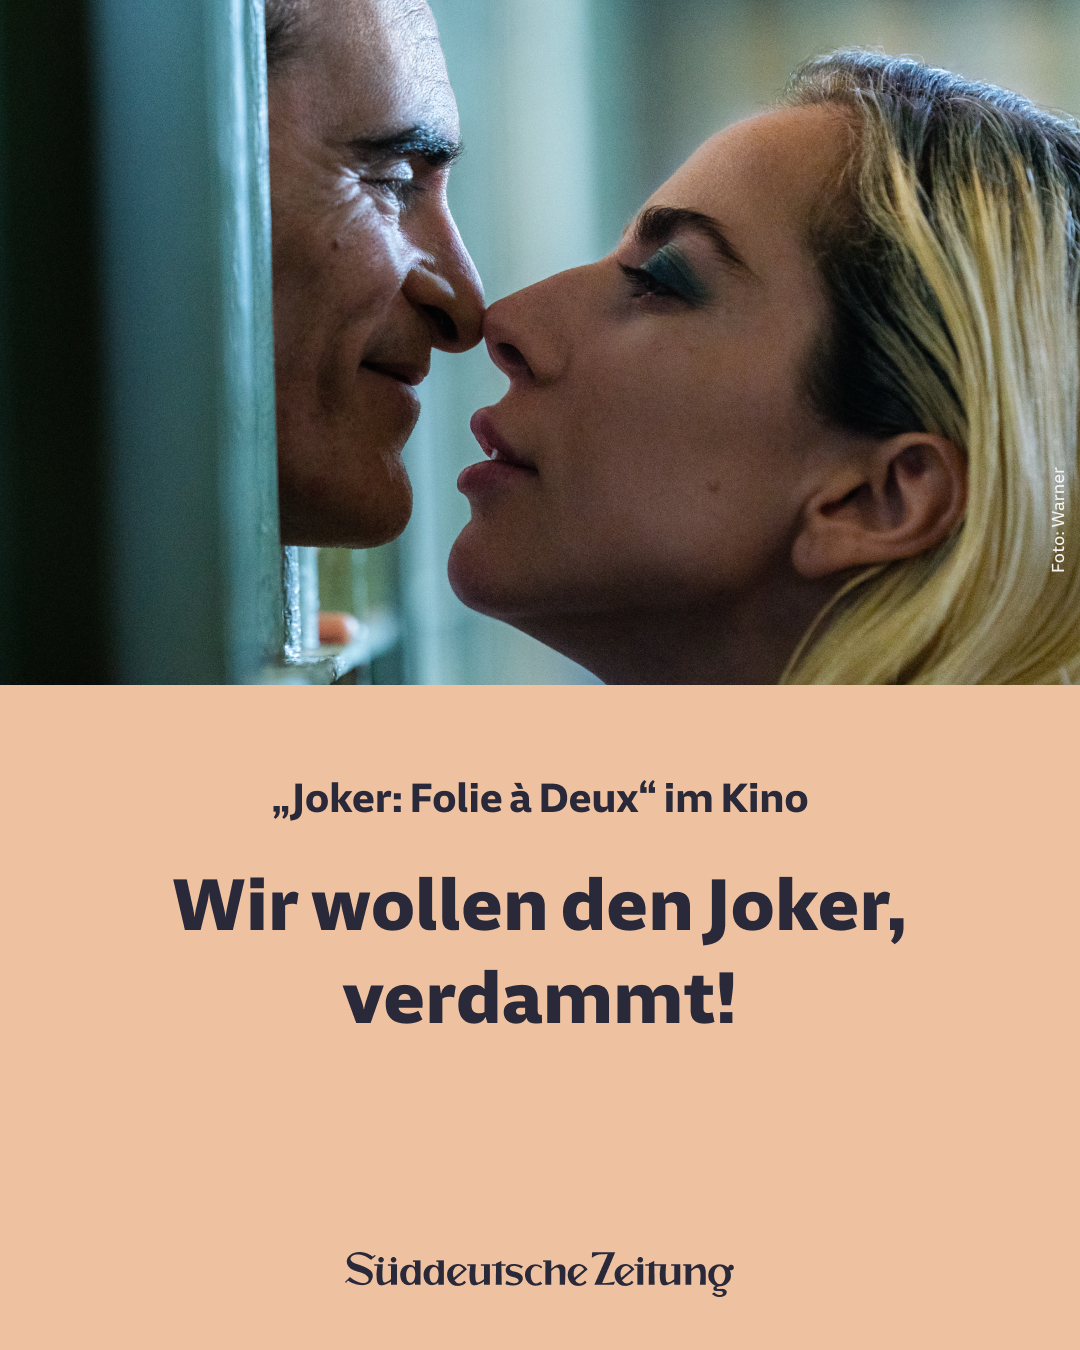 Foto: Warner
„Joker: Folie à Deux“ im Kino
Wir wollen den Joker,
verdammt!
Süddeutsche Zeitung